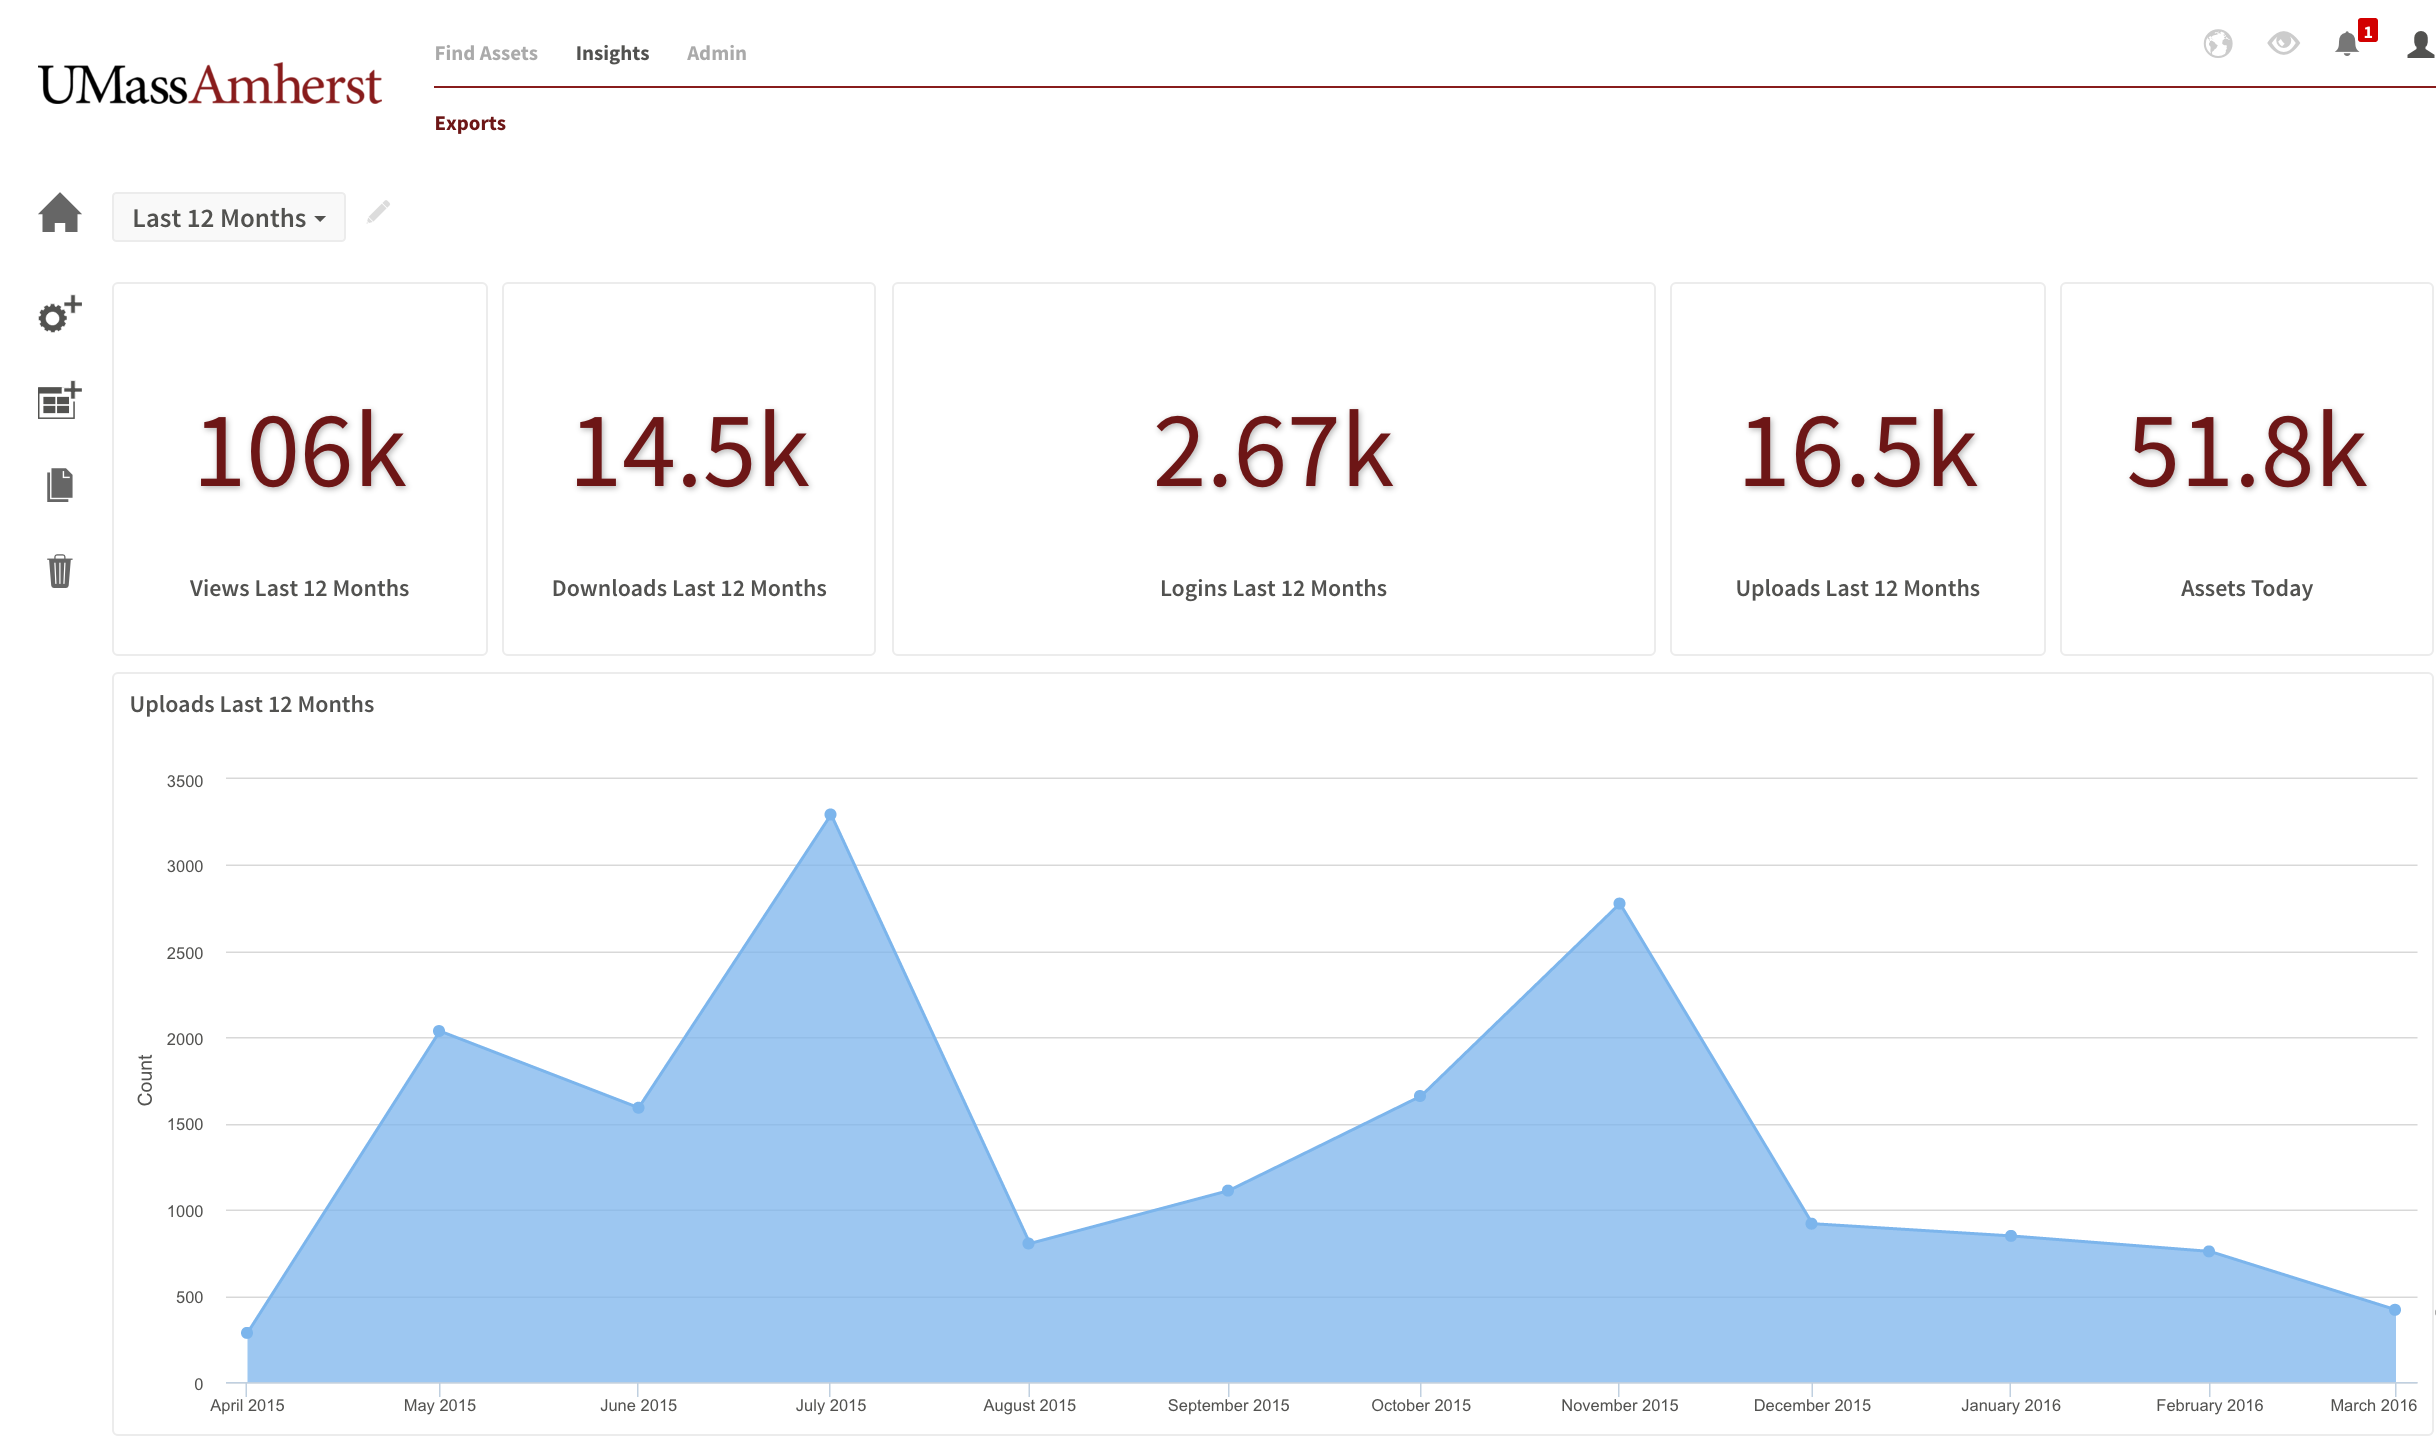 UMassAmherst
Find Assets Insights Admin
1
Exports
Last 12 Months
106k
Views Last 12 Months
14.5k
Downloads Last 12 Months
2.67k
Logins Last 12 Months
16.5k
Uploads Last 12 Months
51.8k
Assets Today
Uploads Last 12 Months
Count
3500
3000
2500
2000
1500
1000
500
0
April 2015 May 2015 June 2015 July 2015 August 2015 September 2015 October 2015 November 2015 December 2015 January 2016 February 2016 March 2016